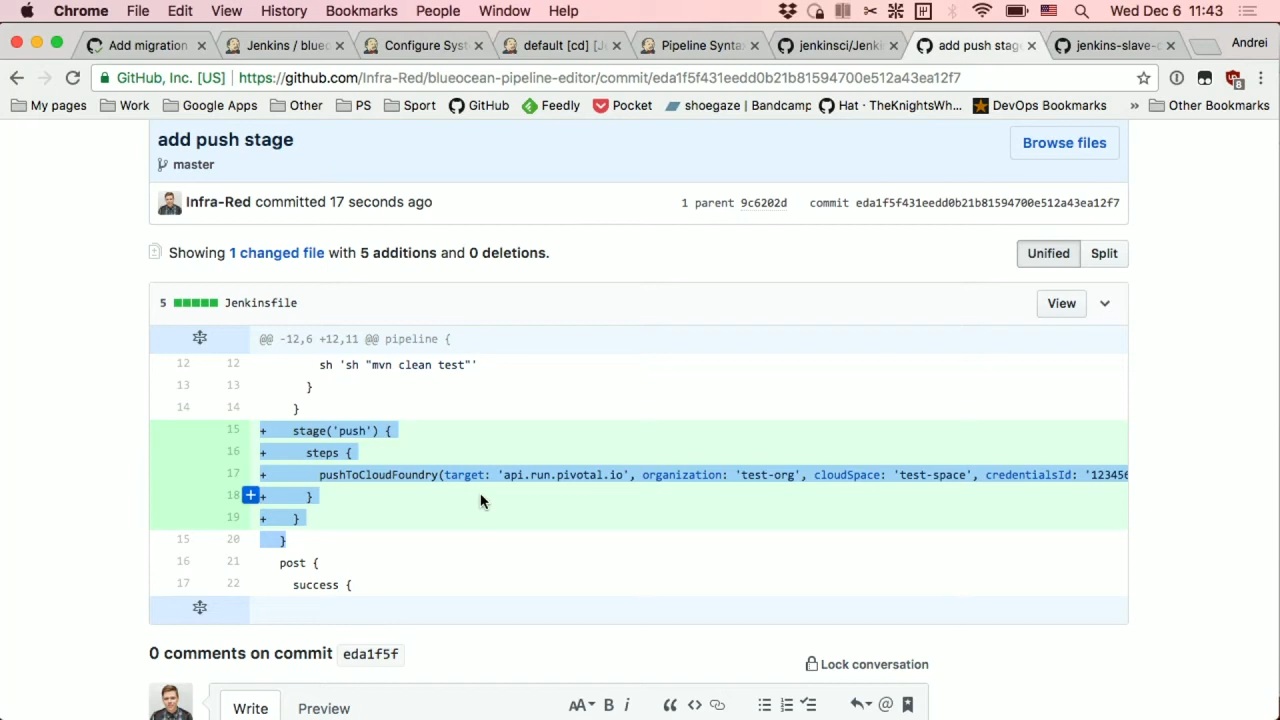 Chrome File Edit View History Bookmarks People Window Help Wed Dec 6 11:43
Add migration Jenkins / blueo Configure Syst default [cd] [Je Pipeline Syntax jenkinsci/Jenki add push stage jenkins-slave-c Andrei
GitHub, Inc. [US] https://github.com/Infra-Red/blueocean-pipeline-editor/commit/eda1f5f431eedd0b21b81594700e512a43ea12f7
8
My pages Work Google Apps Other PS Sport GitHub Feedly Pocket shoegaze | Bandcamp Hat · TheKnightsWh... DevOps Bookmarks » Other Bookmarks
add push stage
Browse files
master
Infra-Red committed 17 seconds ago 1 parent 9c6202d commit eda1f5f431eedd0b21b81594700e512a43ea12f7
Showing 1 changed file with 5 additions and 0 deletions. Unified Split
5 Jenkinsfile View
@@ -12,6 +12,11 @@ pipeline {
12 12 sh 'sh "mvn clean test"'
13 13 }
14 14 }
15 + stage('push') {
16 + steps {
17 + pushToCloudFoundry(target: 'api.run.pivotal.io', organization: 'test-org', cloudSpace: 'test-space', credentialsId: '123456
18 + }
19 + }
15 20 }
16 21 post {
17 22 success {
0 comments on commit eda1f5f
Lock conversation
Write Preview AA B i